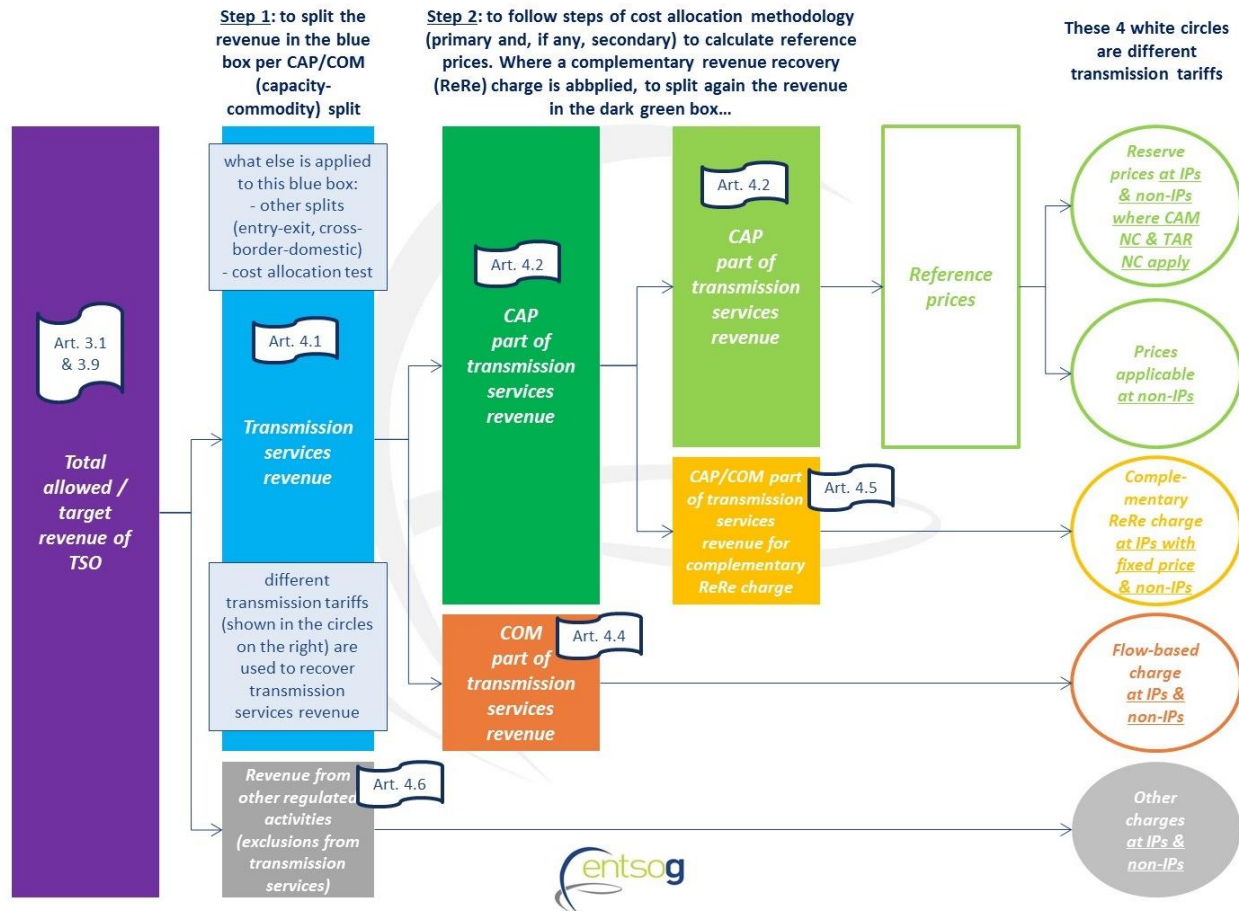 Step 1: to split the
revenue in the blue
box per CAP/COM
(capacity-
commodity) split
Step 2: to follow steps of cost allocation methodology
(primary and, if any, secondary) to calculate reference
prices. Where a complementary revenue recovery
(ReRe) charge is abbplied, to split again the revenue
in the dark green box…
These 4 white circles
are different
transmission tariffs
Art. 3.1
& 3.9
Total
allowed /
target
revenue of
TSO
what else is applied
to this blue box:
- other splits
(entry-exit, cross-
border-domestic)
- cost allocation test
Art. 4.1
Transmission
services
revenue
different
transmission tariffs
(shown in the circles
on the right) are
used to recover
transmission
services revenue
Revenue from
other regulated
activities
(exclusions from
transmission
services)
Art. 4.6
Art. 4.2
CAP
part of
transmission
services
revenue
COM
part of
transmission
services
revenue
Art. 4.4
Art. 4.2
CAP
part of
transmission
services
revenue
CAP/COM part
of transmission
services
revenue for
complementary
ReRe charge
Art. 4.5
Reference
prices
Reserve
prices at IPs
& non-IPs
where CAM
NC & TAR
NC apply
Prices
applicable
at non-IPs
Comple-
mentary
ReRe charge
at IPs with
fixed price
& non-IPs
Flow-based
charge
at IPs &
non-IPs
Other
charges
at IPs &
non-IPs
entsog